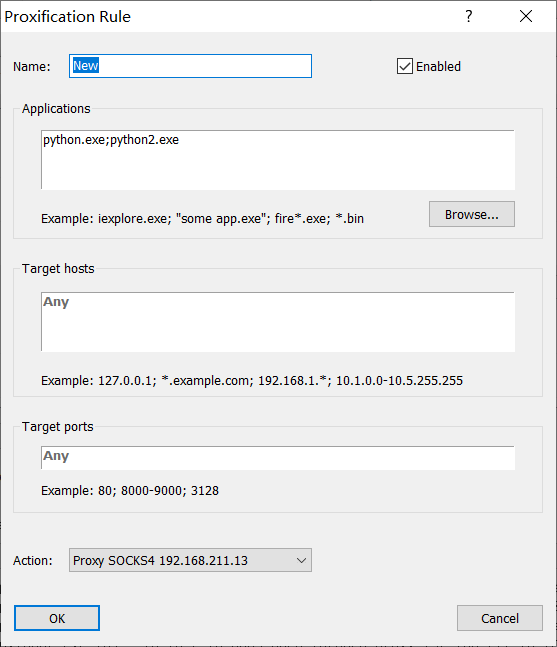 Proxification Rule ?
Name: New Enabled
Applications
python.exe;python2.exe
Example: iexplore.exe; "some app.exe"; fire*.exe; *.bin Browse...
Target hosts
Any
Example: 127.0.0.1; *.example.com; 192.168.1.*; 10.1.0.0-10.5.255.255
Target ports
Any
Example: 80; 8000-9000; 3128
Action: Proxy SOCKS4 192.168.211.13
OK Cancel